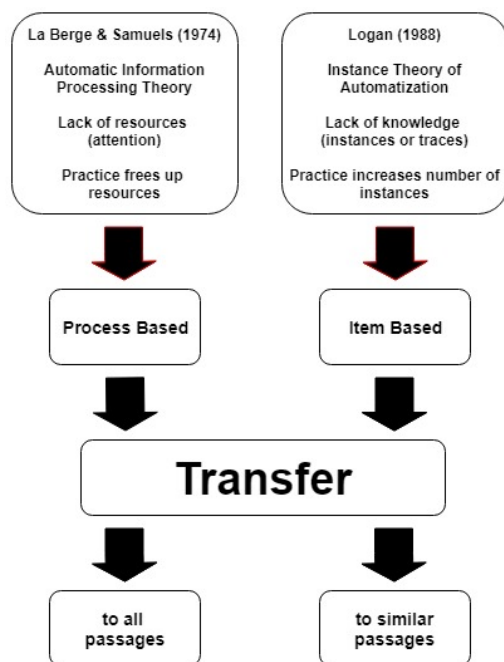 La Berge & Samuels (1974)
Automatic Information
Processing Theory
Lack of resources
(attention)
Practice frees up
resources
Logan (1988)
Instance Theory of
Automatization
Lack of knowledge
(instances or traces)
Practice increases number of
instances
Process Based
Item Based
Transfer
to all
passages
to similar
passages